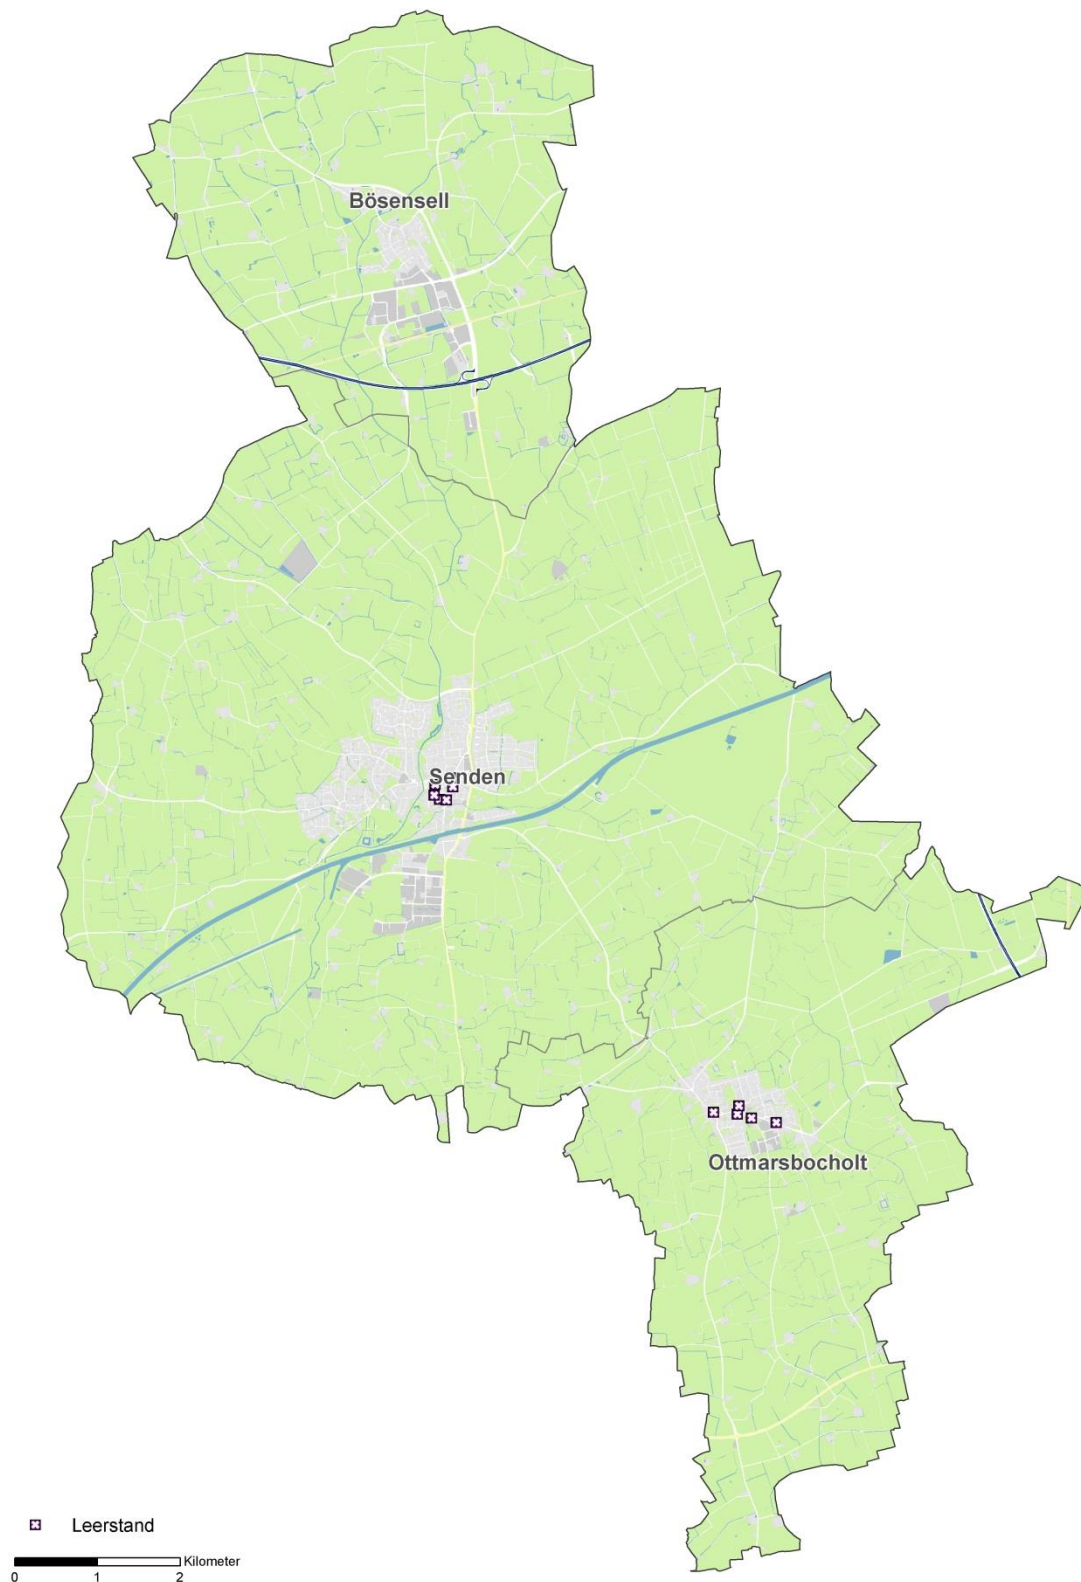 Bösensell
Senden
Ottmarsbocholt
Leerstand
Kilometer
0 1 2